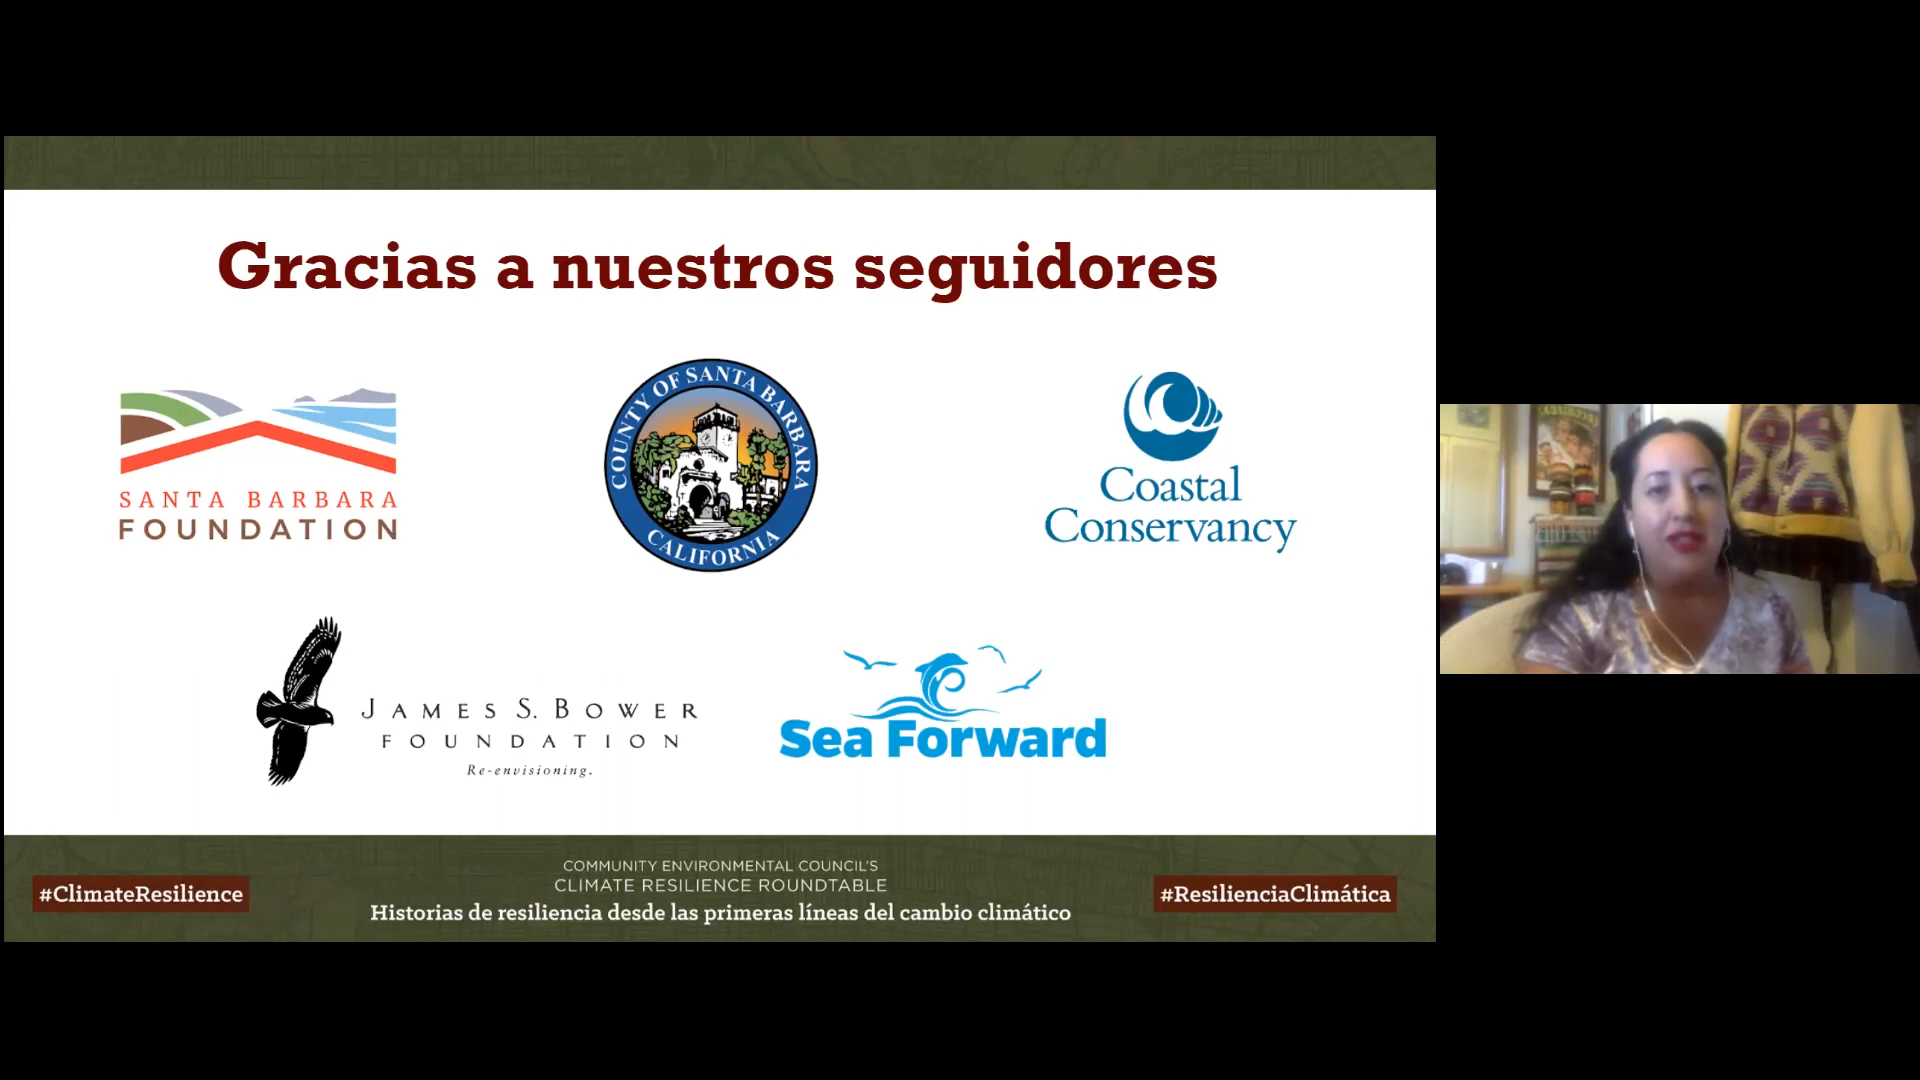 Gracias a nuestros seguidores
SANTA BARBARA
FOUNDATION
COUNTY OF SANTA BARBARA
CALIFORNIA
Coastal
Conservancy
JAMES S. BOWER
FOUNDATION
Re-envisioning.
Sea Forward
#ClimateResilience
COMMUNITY ENVIRONMENTAL COUNCIL'S
CLIMATE RESILIENCE ROUNDTABLE
Historias de resiliencia desde las primeras líneas del cambio climático
#ResilienciaClimática